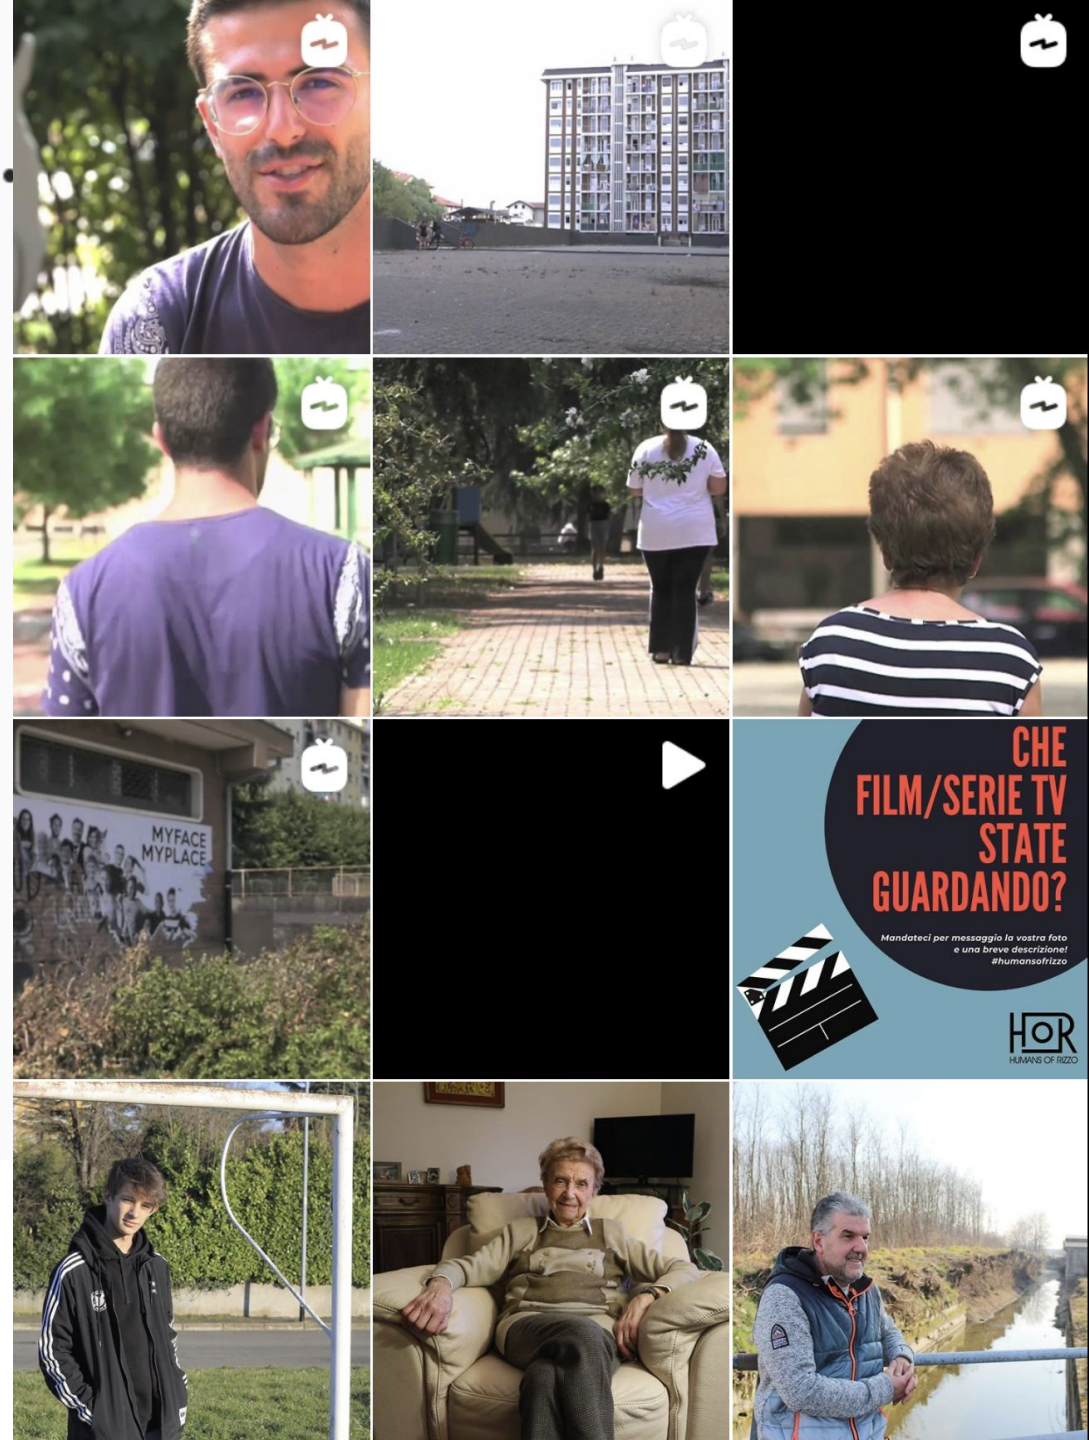 MYFACE
MYPLACE
CHE
FILM/SERIE TV
STATE
GUARDANDO?
Mandateci per messaggio la vostra foto
e una breve descrizione!
#humansofrizzo
HOR
HUMANS OF RIZZO